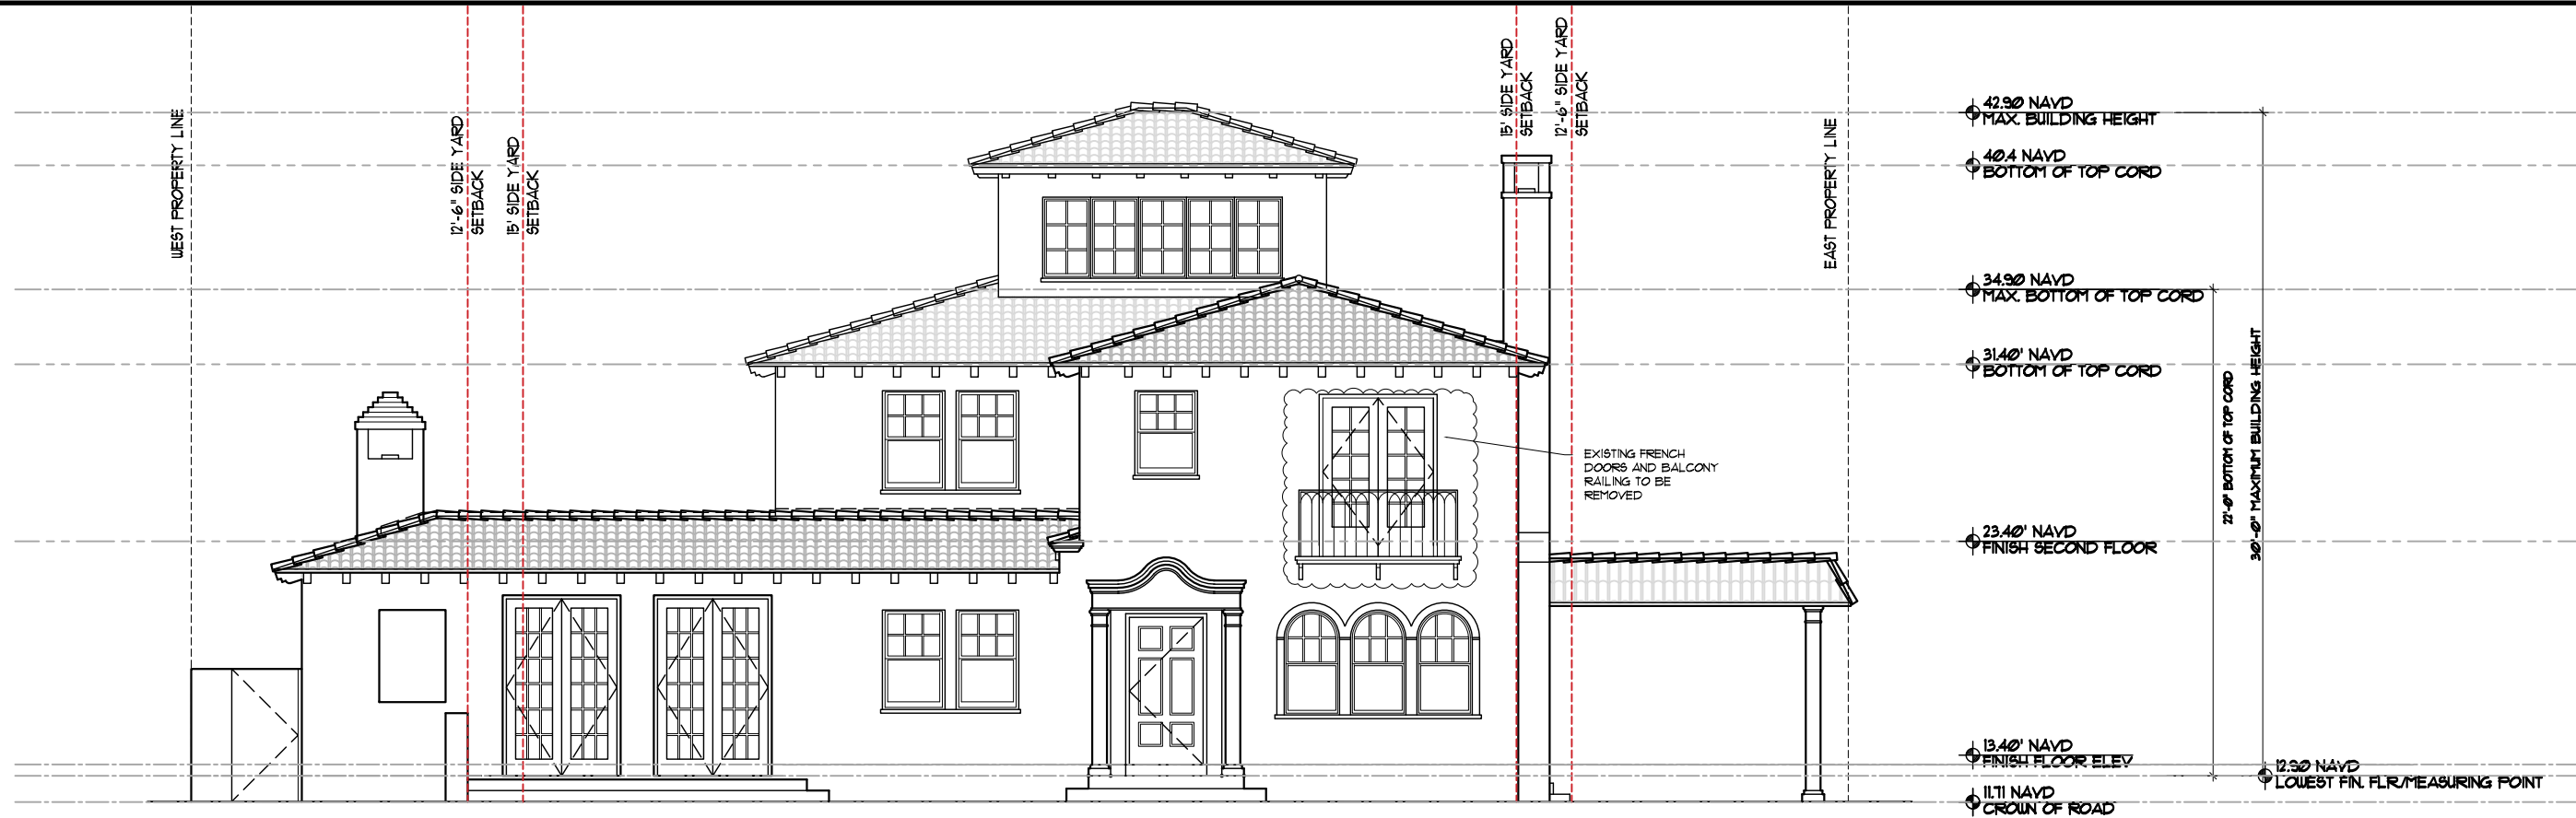 WEST PROPERTY LINE
12'-6" SIDE YARD
SETBACK
15' SIDE YARD
SETBACK
15' SIDE YARD
SETBACK
12'-6" SIDE YARD
SETBACK
EAST PROPERTY LINE
42.90 NAVD
MAX. BUILDING HEIGHT
40.4 NAVD
BOTTOM OF TOP CORD
34.90 NAVD
MAX. BOTTOM OF TOP CORD
31.40' NAVD
BOTTOM OF TOP CORD
EXISTING FRENCH
DOORS AND BALCONY
RAILING TO BE
REMOVED
22'-0" BOTTOM OF TOP CORD
30'-0" MAXIMUM BUILDING HEIGHT
23.40' NAVD
FINISH SECOND FLOOR
13.40' NAVD
FINISH FLOOR ELEV
12.90 NAVD
LOWEST FIN. FLR/MEASURING POINT
11.71 NAVD
CROWN OF ROAD